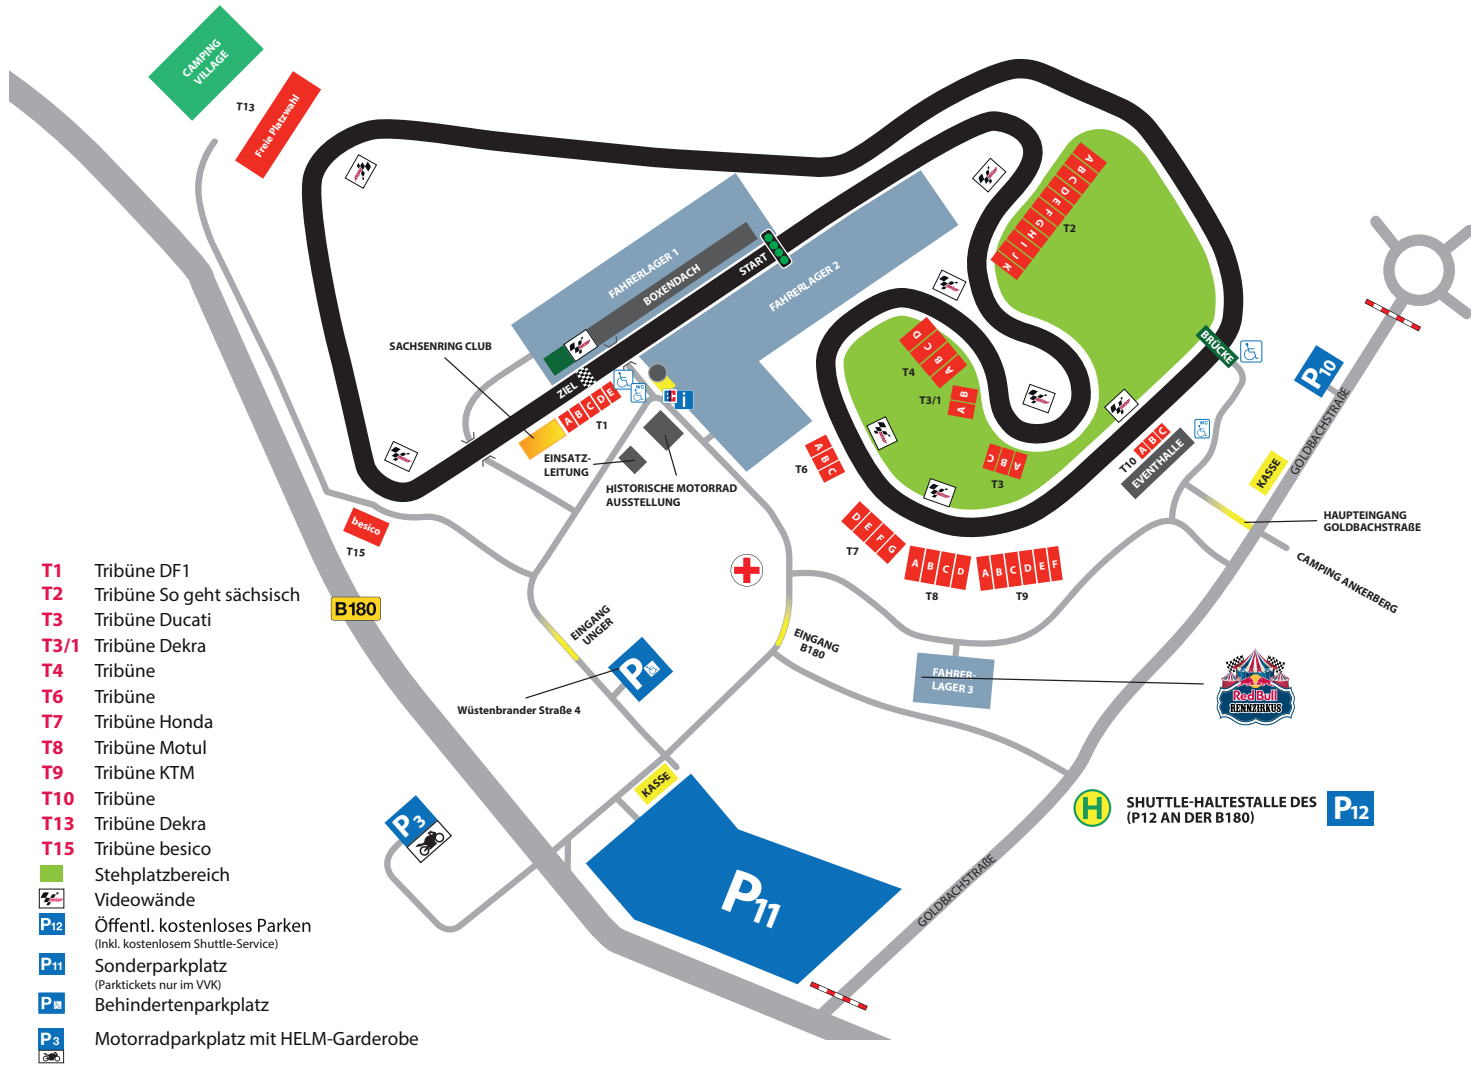 CAMPING
VILLAGE
T13
Freie Platzwahl
FAHRERLAGER 1
BOXENDACH
START
FAHRERLAGER 2
A
B
C
D
E
F
G
H
I
J
K
T2
SACHSENRING CLUB
ZIEL
A B C D E
T1
WC
i
EINSATZ-
LEITUNG
HISTORISCHE MOTORRAD
AUSSTELLUNG
D
C
B
A
T4
T3/1
A B
A B C
T3
T6
A
B
C
BRÜCKE
P10
GOLDBACHSTRAßE
WC
T10
A B C
EVENTHALLE
KASSE
HAUPTEINGANG
GOLDBACHSTRAßE
CAMPING ANKERBERG
besico
T15
D E F G
T7
A B C D
T8
A B C D E F
T9
B180
EINGANG
UNGER
EINGANG
B180
P
Wüstenbrander Straße 4
FAHRER-
LAGER 3
Red Bull
RENNZIRKUS
KASSE
P3
P11
GOLDBACHSTRAßE
H
SHUTTLE-HALTESTALLE DES
(P12 AN DER B180)
P12
T1 Tribüne DF1
T2 Tribüne So geht sächsisch
T3 Tribüne Ducati
T3/1 Tribüne Dekra
T4 Tribüne
T6 Tribüne
T7 Tribüne Honda
T8 Tribüne Motul
T9 Tribüne KTM
T10 Tribüne
T13 Tribüne Dekra
T15 Tribüne besico
Stehplatzbereich
Videowände
P12 Öffentl. kostenloses Parken
(Inkl. kostenlosem Shuttle-Service)
P11 Sonderparkplatz
(Parktickets nur im VVK)
P Behindertenparkplatz
P3 Motorradparkplatz mit HELM-Garderobe